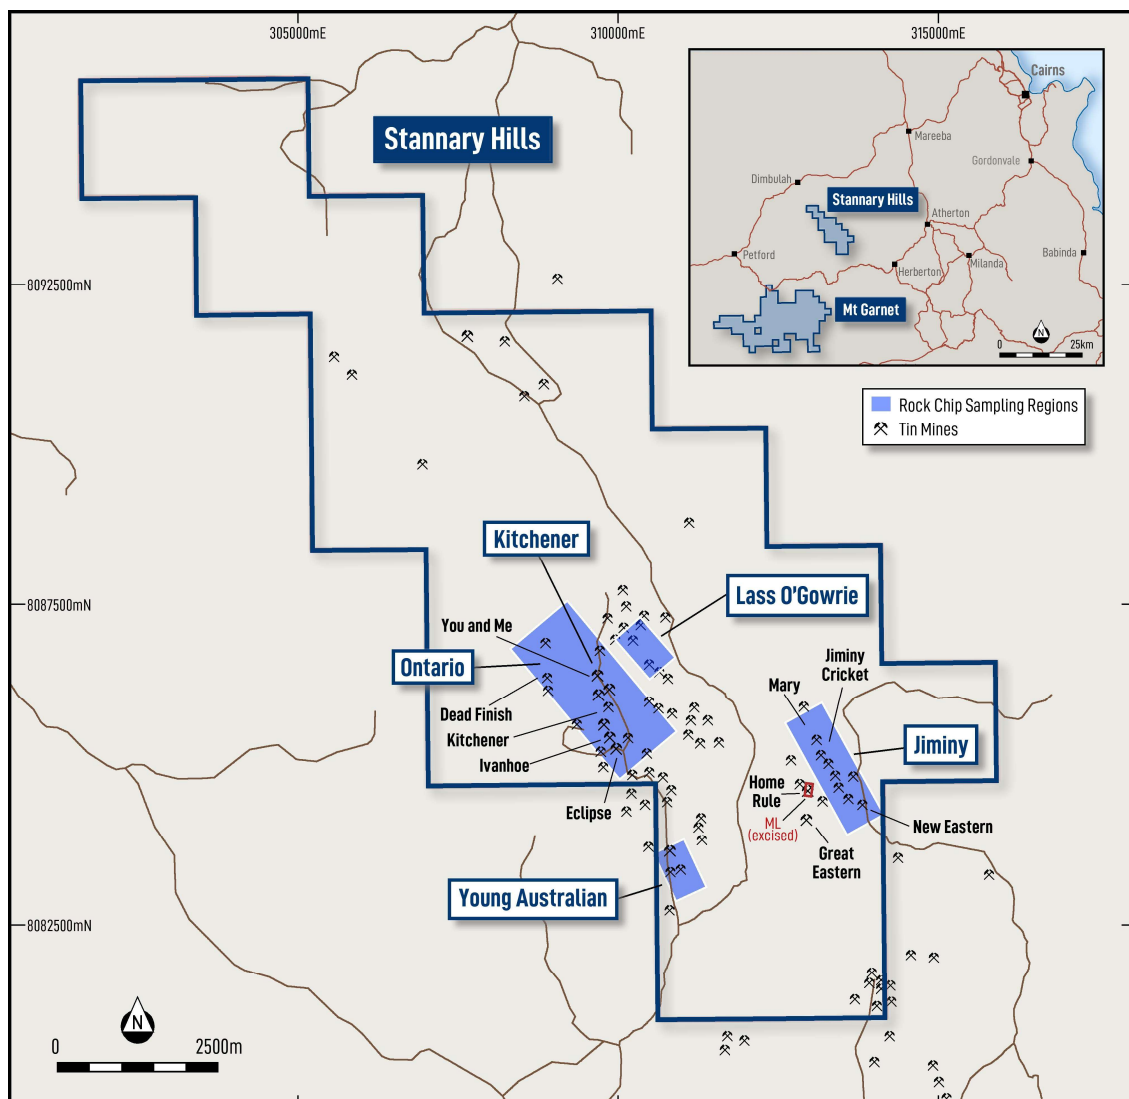 305000mE
310000mE
315000mE
Stannary Hills
Cairns
Mareeba
Gordonvale
Dimbulah
Stannary Hills
Atherton
Petford
Herberton
Milanda
Babinda
Mt Garnet
N
0
25km
8092500mN
Rock Chip Sampling Regions
Tin Mines
Kitchener
8087500mN
Lass O'Gowrie
You and Me
Ontario
Jiminy
Cricket
Mary
Dead Finish
Kitchener
Jiminy
Ivanhoe
Home
Rule
Eclipse
ML
(excised)
New Eastern
Great
Eastern
Young Australian
8082500mN
N
0
2500m